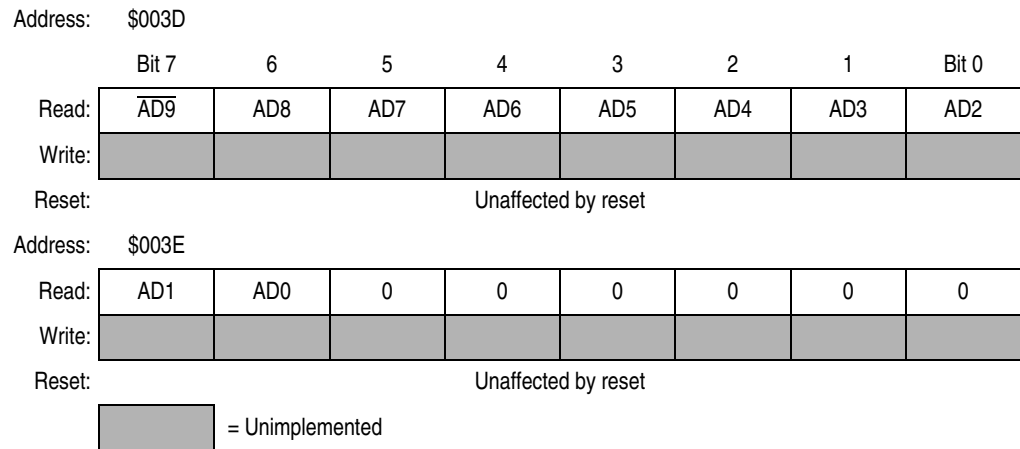 Address: $003D
Bit 7 6 5 4 3 2 1 Bit 0
Read: A̅D̅9̅ AD8 AD7 AD6 AD5 AD4 AD3 AD2
Write:
Reset: Unaffected by reset
Address: $003E
Read: AD1 AD0 0 0 0 0 0 0
Write:
Reset: Unaffected by reset
= Unimplemented